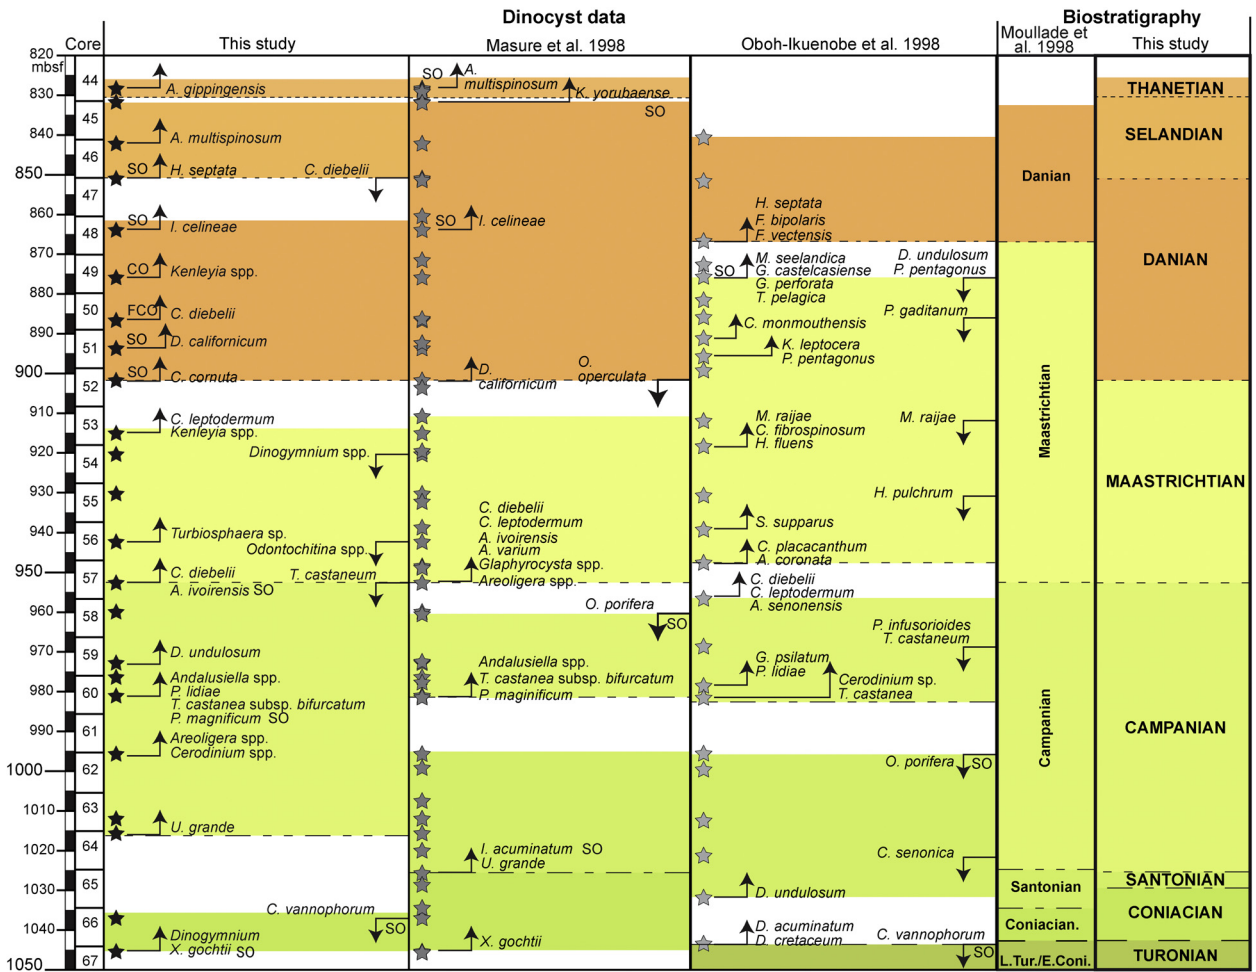 Dinocyst data
Biostratigraphy
Core
This study
Masure et al. 1998
Oboh-Ikuenobe et al. 1998
Moullade et al. 1998
This study
820
mbsf
830
840
850
860
870
880
890
900
910
920
930
940
950
960
970
980
990
1000
1010
1020
1030
1040
1050
44
45
46
47
48
49
50
51
52
53
54
55
56
57
58
59
60
61
62
63
64
65
66
67
A. gippingensis
A. multispinosum
SO
H. septata
C. diebelii
SO
I. celineae
CO
Kenleyia spp.
FCO
C. diebelii
SO
D. californicum
SO
C. cornuta
C. leptodermum
Kenleyia spp.
Dinogymnium spp.
Turbiosphaera sp.
Odontochitina spp.
C. diebelii
T. castaneum
A. ivoirensis SO
D. undulosum
Andalusiella spp.
P. lidiae
T. castanea subsp. bifurcatum
P. magnificum SO
Areoligera spp.
Cerodinium spp.
U. grande
C. vannophorum
SO
Dinogymnium
X. gochtii SO
SO
A.
multispinosum
K. yorubaense
SO
SO
I. celineae
D.
californicum
O.
operculata
C. diebelii
C. leptodermum
A. ivoirensis
A. varium
Glaphyrocysta spp.
Areoligera spp.
O. porifera
SO
Andalusiella spp.
T. castanea subsp. bifurcatum
P. maginificum
I. acuminatum SO
U. grande
X. gochtii
H. septata
F. bipolaris
F. vectensis
SO
M. seelandica
G. castelcasiense
G. perforata
T. pelagica
D. undulosum
P. pentagonus
P. gaditanum
C. monmouthensis
K. leptocera
P. pentagonus
M. raijae
C. fibrospinosum
H. fluens
M. raijae
H. pulchrum
S. supparus
C. placacanthum
A. coronata
C. diebelii
C. leptodermum
A. senonensis
P. infusorioides
T. castaneum
G. psilatum
P. lidiae
Cerodinium sp.
T. castanea
O. porifera
SO
C. senonica
D. undulosum
D. acuminatum
D. cretaceum
C. vannophorum
SO
Danian
Maastrichtian
Campanian
Santonian
Coniacian.
L.Tur./E.Coni.
THANETIAN
SELANDIAN
DANIAN
MAASTRICHTIAN
CAMPANIAN
SANTONIAN
CONIACIAN
TURONIAN